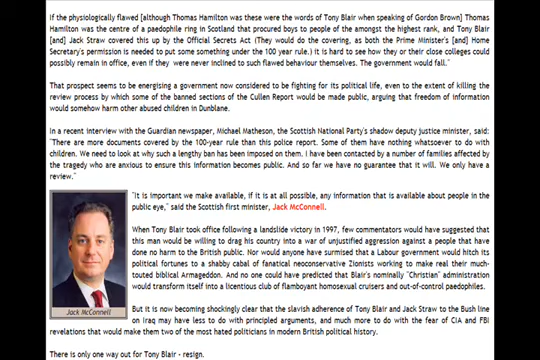 If the physiologically flawed [although Thomas Hamilton was these were the words of Tony Blair when speaking of Gordon Brown] Thomas
Hamilton was the centre of a paedophile ring in Scotland that procured boys to people of the amongst the highest rank, and Tony Blair
[and] Jack Straw covered this up by the Official Secrets Act (They would do the covering, as both the Prime Minister's [and] Home
Secretary's permission is needed to put some something under the 100 year rule.) It is hard to see how they or their close colleges could
possibly remain in office, even if they were never inclined to such flawed behaviour themselves. The government would fall."
That prospect seems to be energising a government now considered to be fighting for its political life, even to the extent of killing the
review process by which some of the banned sections of the Cullen Report would be made public, arguing that freedom of information
would somehow harm other abused children in Dunblane.
In a recent interview with the Guardian newspaper, Michael Matheson, the Scottish National Party's shadow deputy justice minister, said:
"There are more documents covered by the 100-year rule than this police report. Some of them have nothing whatsoever to do with
children. We need to look at why such a lengthy ban has been imposed on them. I have been contacted by a number of families affected by
the tragedy who are anxious to ensure this information becomes public. And so far we have no guarantee that it will. We only have a
review."
"It is important we make available, if it is at all possible, any information that is available about people in the
public eye," said the Scottish first minister, Jack McConnell.
When Tony Blair took office following a landslide victory in 1997, few commentators would have suggested that
this man would be willing to drag his country into a war of unjustified aggression against a people that have
done no harm to the British public. Nor would anyone have surmised that a Labour government would hitch its
political fortunes to a shabby cabal of fanatical neoconservative Zionists working to make real their much-
touted biblical Armageddon. And no one could have predicted that Blair's nominally "Christian" administration
would transform itself into a licentious club of flamboyant homosexual cruisers and out-of-control paedophiles.
Jack McConnell
But it is now becoming shockingly clear that the slavish adherence of Tony Blair and Jack Straw to the Bush line
on Iraq may have less to do with principled arguments, and much more to do with the fear of CIA and FBI
revelations that would make them two of the most hated politicians in modern British political history.
There is only one way out for Tony Blair - resign.